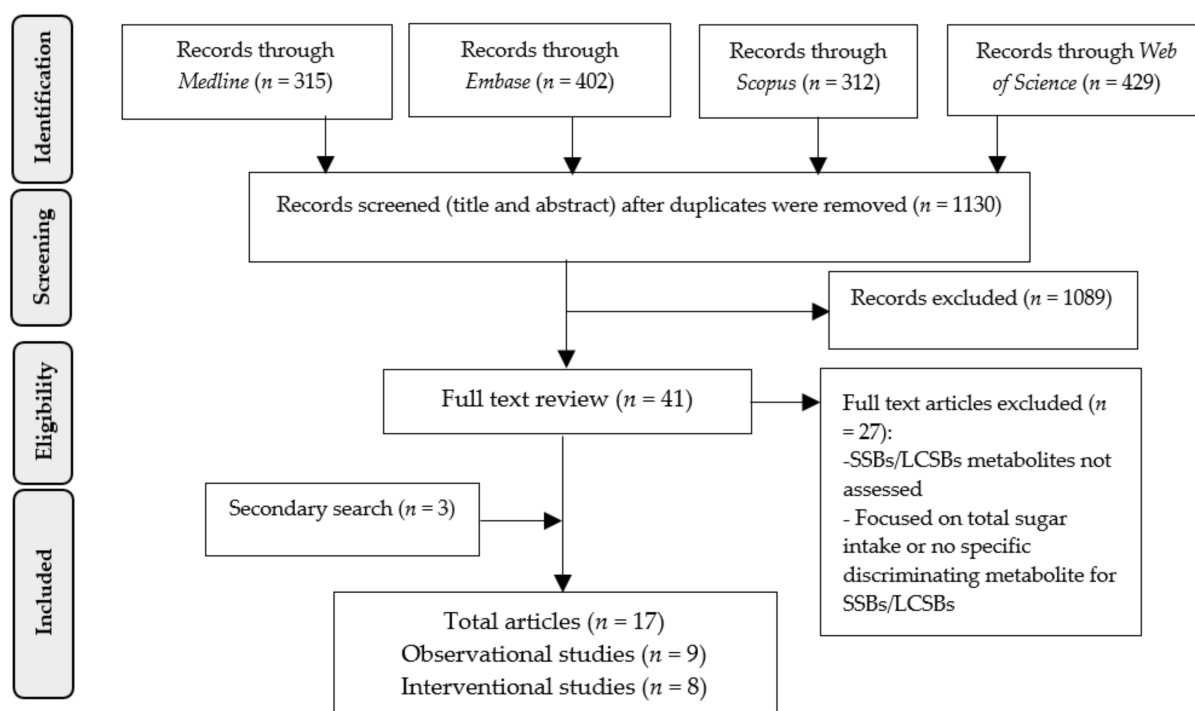 Identification
Records through
Medline (n = 315)
Records through
Embase (n = 402)
Records through
Scopus (n = 312)
Records through Web
of Science (n = 429)
Screening
Records screened (title and abstract) after duplicates were removed (n = 1130)
Records excluded (n = 1089)
Eligibility
Full text review (n = 41)
Full text articles excluded (n
= 27):
-SSBs/LCSBs metabolites not
assessed
- Focused on total sugar
intake or no specific
discriminating metabolite for
SSBs/LCSBs
Included
Secondary search (n = 3)
Total articles (n = 17)
Observational studies (n = 9)
Interventional studies (n = 8)